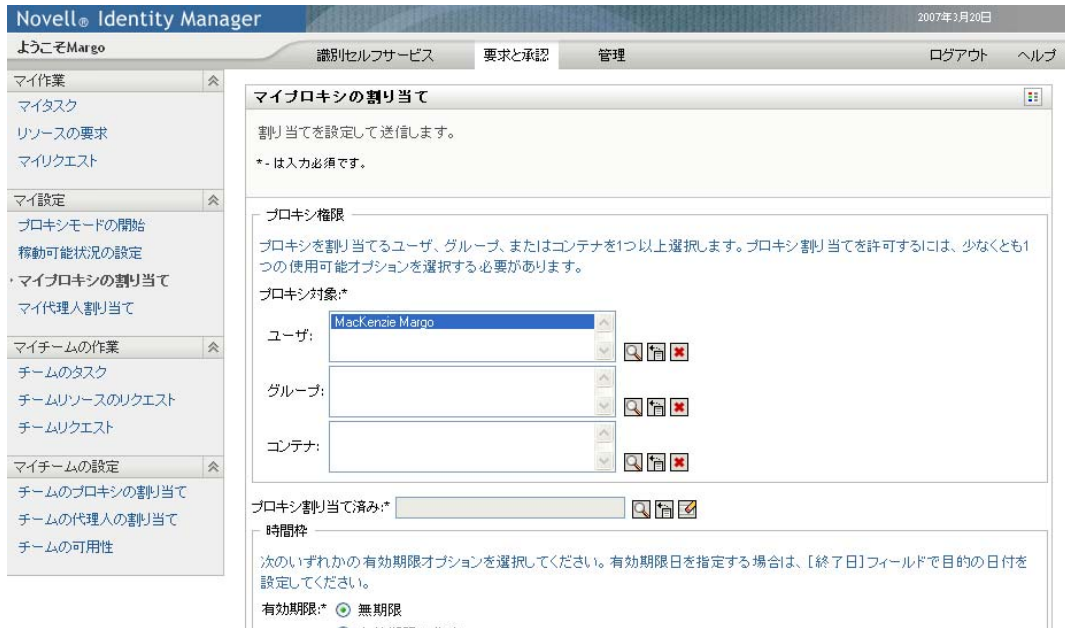 Novell® Identity Manager
2007年3月20日
ようこそMargo
識別セルフサービス
要求と承認
管理
ログアウト
ヘルプ
マイ作業
マイタスク
リソースの要求
マイリクエスト
マイ設定
プロキシモードの開始
稼動可能状況の設定
マイプロキシの割り当て
マイ代理人割り当て
マイチームの作業
チームのタスク
チームリソースのリクエスト
チームリクエスト
マイチームの設定
チームのプロキシの割り当て
チームの代理人の割り当て
チームの可用性
マイプロキシの割り当て
割り当てを設定して送信します。
*- は入力必須です。
プロキシ権限
プロキシを割り当てるユーザ、グループ、またはコンテナを1つ以上選択します。プロキシ割り当てを許可するには、少なくとも1
つの使用可能オプションを選択する必要があります。
プロキシ対象:*
ユーザ:
MacKenzie Margo
グループ:
コンテナ:
プロキシ割り当て済み:*
時間枠
次のいずれかの有効期限オプションを選択してください。有効期限日を指定する場合は、[終了日]フィールドで目的の日付を
設定してください。
有効期限:*
無期限